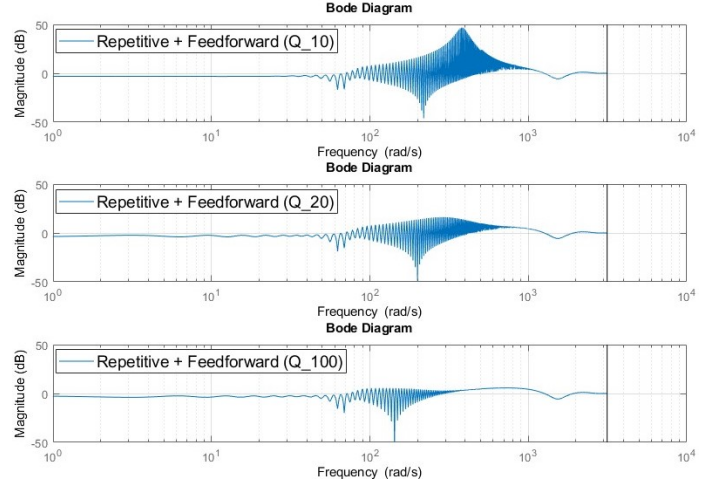 Bode Diagram
50
0
-50
Magnitude (dB)
Repetitive + Feedforward (Q_10)
10^0
10^1
10^2
10^3
10^4
Frequency (rad/s)
Bode Diagram
50
0
-50
Magnitude (dB)
Repetitive + Feedforward (Q_20)
10^0
10^1
10^2
10^3
10^4
Frequency (rad/s)
Bode Diagram
50
0
-50
Magnitude (dB)
Repetitive + Feedforward (Q_100)
10^0
10^1
10^2
10^3
10^4
Frequency (rad/s)